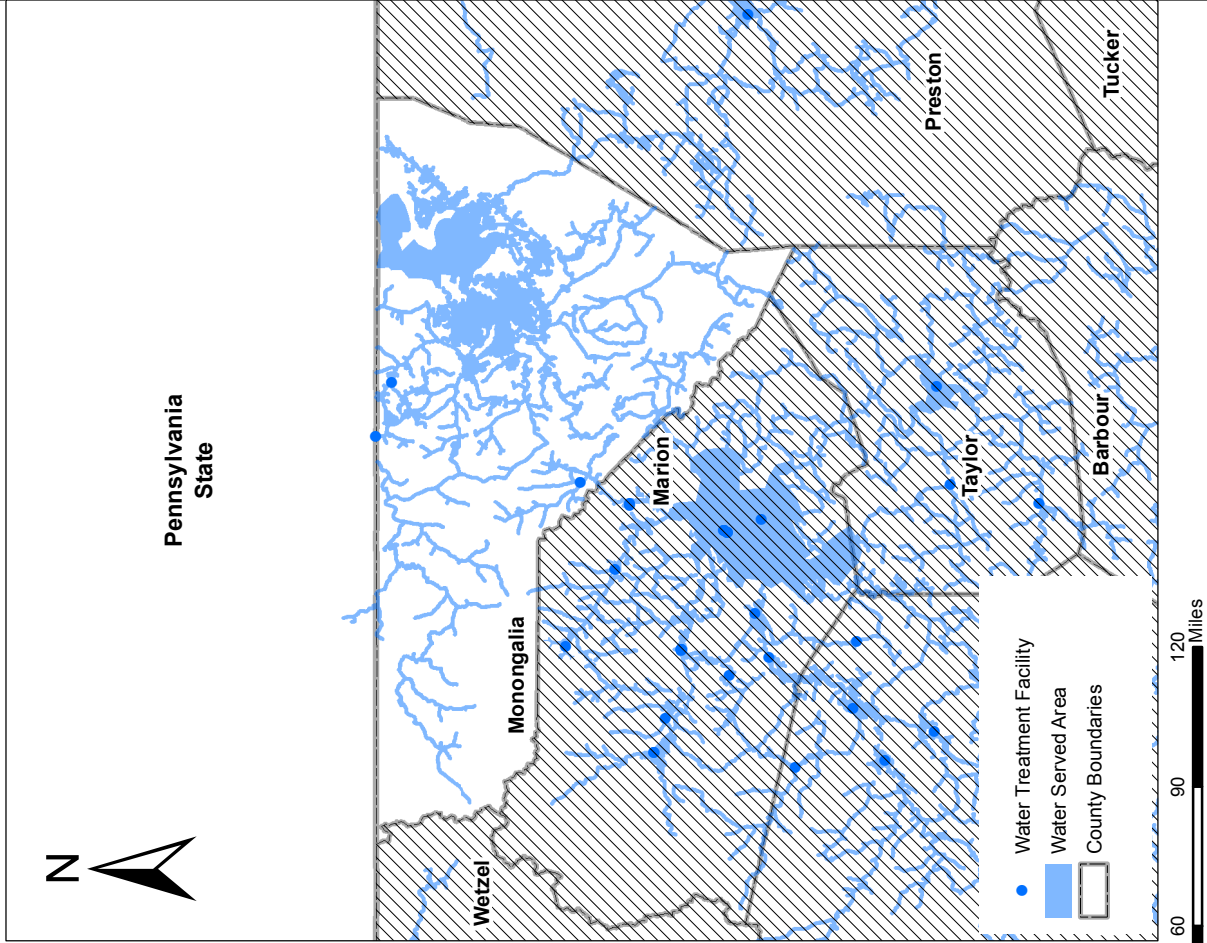 N
Pennsylvania
State
Wetzel
Monongalia
Marion
Preston
Taylor
Barbour
Tucker
Water Treatment Facility
Water Served Area
County Boundaries
60
90
120
Miles